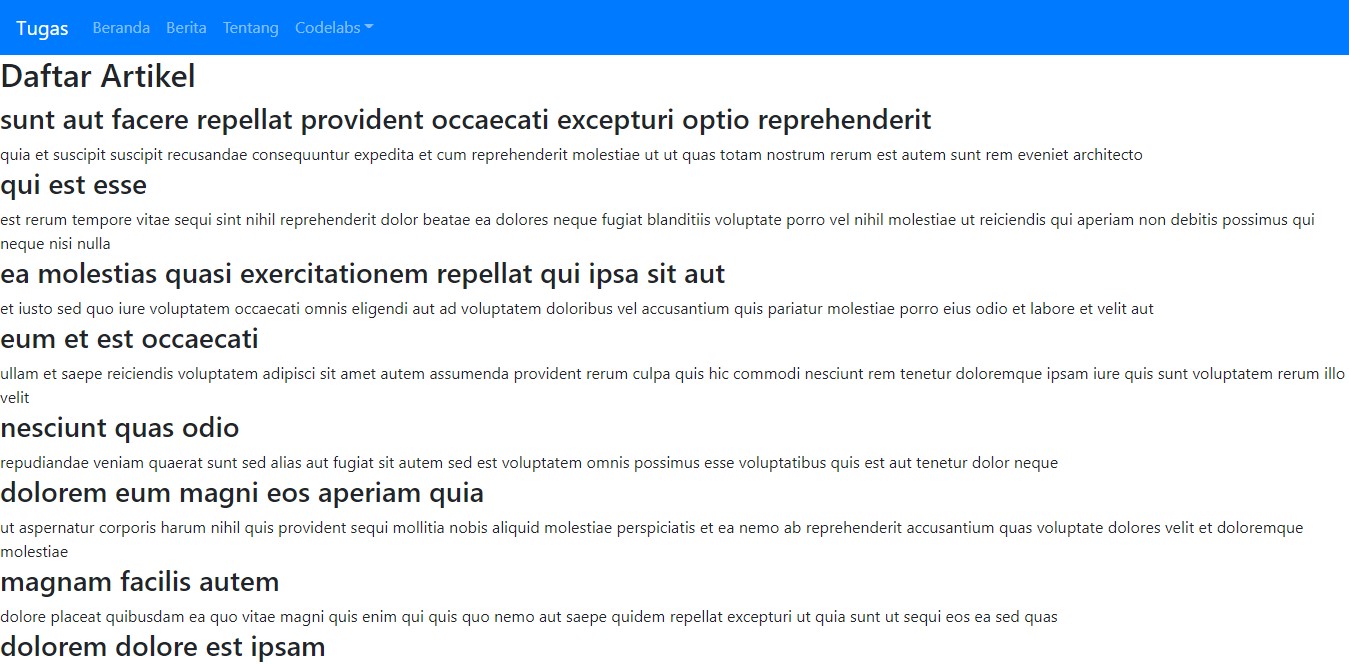 Tugas Beranda Berita Tentang Codelabs
Daftar Artikel
sunt aut facere repellat provident occaecati excepturi optio reprehenderit
quia et suscipit suscipit recusandae consequuntur expedita et cum reprehenderit molestiae ut ut quas totam nostrum rerum est autem sunt rem eveniet architecto
qui est esse
est rerum tempore vitae sequi sint nihil reprehenderit dolor beatae ea dolores neque fugiat blanditiis voluptate porro vel nihil molestiae ut reiciendis qui aperiam non debitis possimus qui
neque nisi nulla
ea molestias quasi exercitationem repellat qui ipsa sit aut
et iusto sed quo iure voluptatem occaecati omnis eligendi aut ad voluptatem doloribus vel accusantium quis pariatur molestiae porro eius odio et labore et velit aut
eum et est occaecati
ullam et saepe reiciendis voluptatem adipisci sit amet autem assumenda provident rerum culpa quis hic commodi nesciunt rem tenetur doloremque ipsam iure quis sunt voluptatem rerum illo
velit
nesciunt quas odio
repudiandae veniam quaerat sunt sed alias aut fugiat sit autem sed est voluptatem omnis possimus esse voluptatibus quis est aut tenetur dolor neque
dolorem eum magni eos aperiam quia
ut aspernatur corporis harum nihil quis provident sequi mollitia nobis aliquid molestiae perspiciatis et ea nemo ab reprehenderit accusantium quas voluptate dolores velit et doloremque
molestiae
magnam facilis autem
dolore placeat quibusdam ea quo vitae magni quis enim qui quis quo nemo aut saepe quidem repellat excepturi ut quia sunt ut sequi eos ea sed quas
dolorem dolore est ipsam